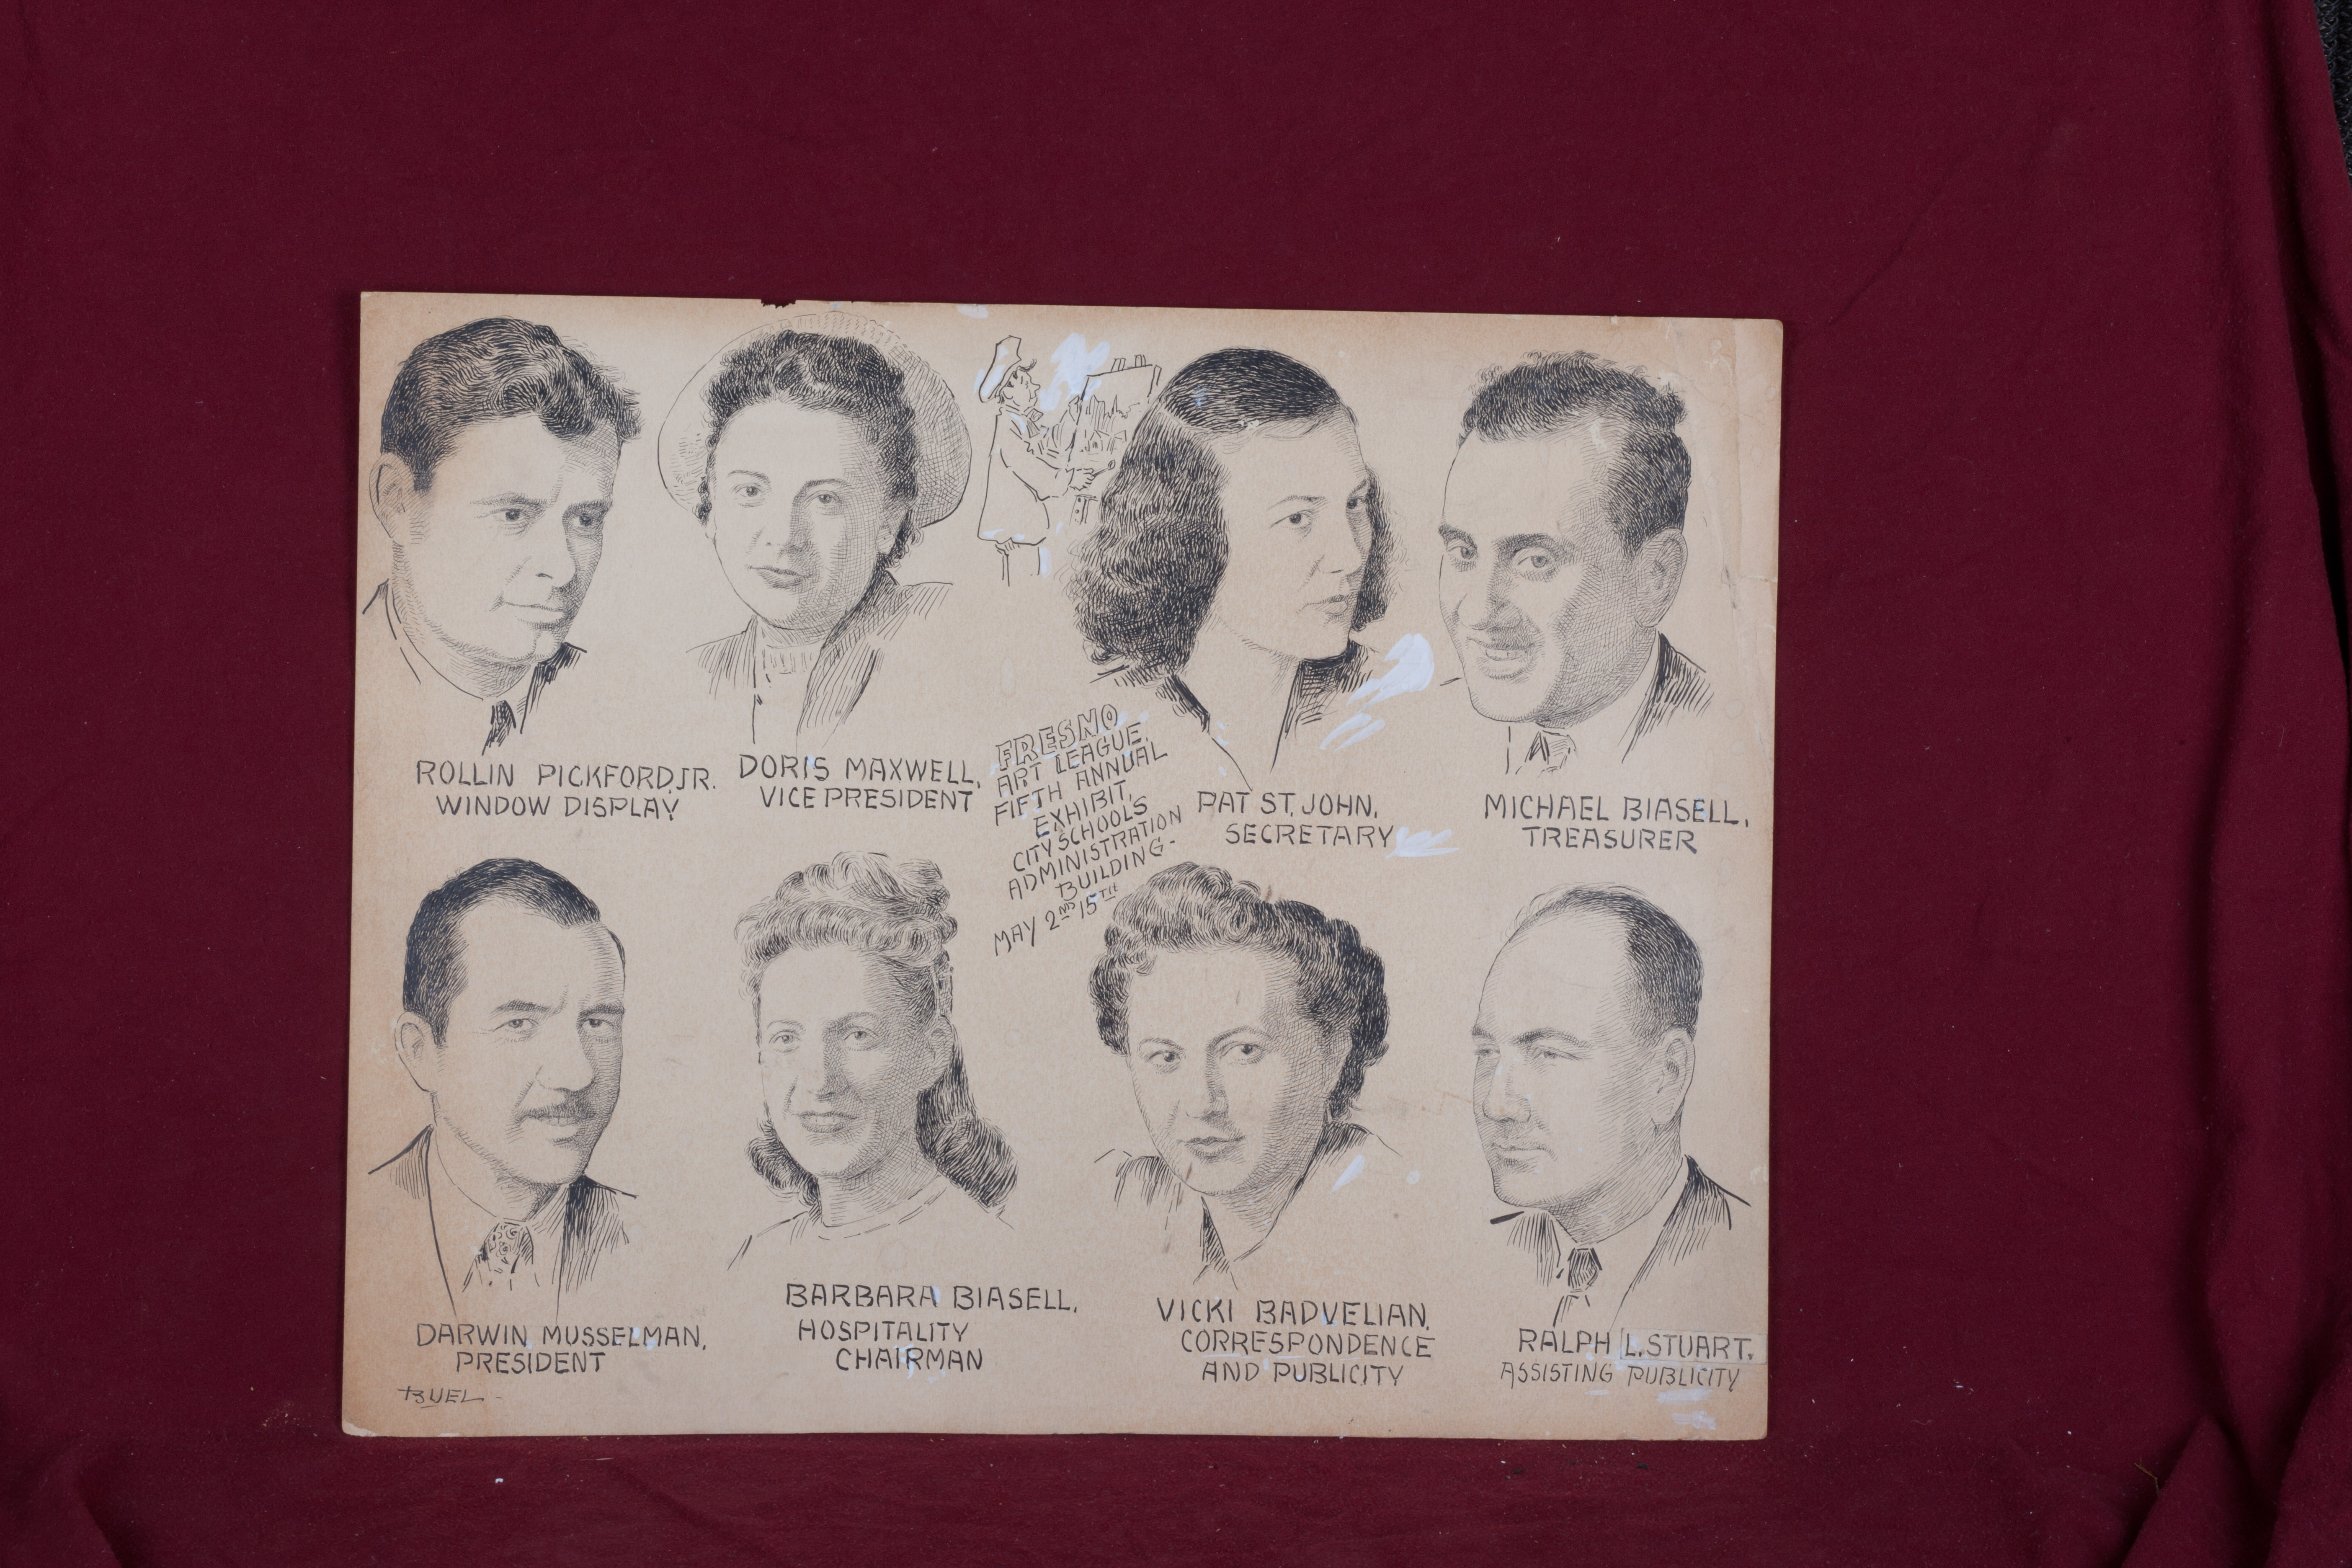 ROLLIN PICKFORD, JR.
WINDOW DISPLAY
DORIS MAXWELL,
VICE PRESIDENT
FRESNO
ART LEAGUE,
FIFTH ANNUAL
EXHIBIT,
CITY SCHOOL'S
ADMINISTRATION
BUILDING-
MAY 2ND 15TH
PAT ST. JOHN,
SECRETARY
MICHAEL BIASELL,
TREASURER
DARWIN MUSSELMAN,
PRESIDENT
BARBARA BIASELL,
HOSPITALITY
CHAIRMAN
VICKI BADVELIAN,
CORRESPONDENCE
AND PUBLICITY
RALPH L. STUART,
ASSISTING PUBLICITY
BUEL-